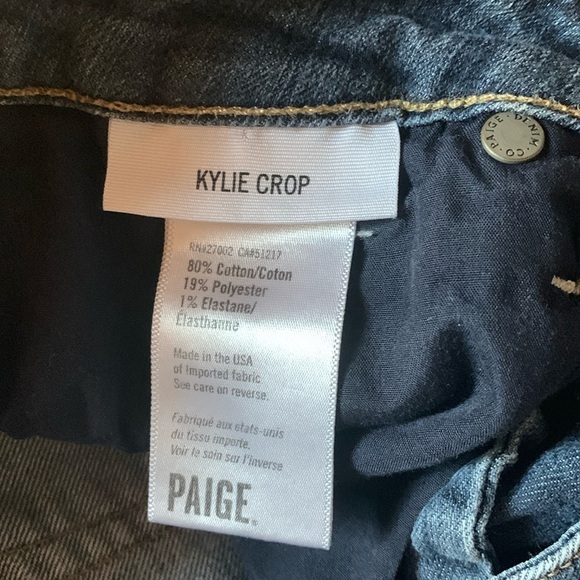 KYLIE CROP
PAIGE · DENIM · CO ·
RN#27002 CA#51217
80% Cotton/Coton
19% Polyester
1% Elastane/
Élasthanne
Made in the USA
of imported fabric
See care on reverse.
Fabriqué aux états-unis
du tissu importe.
Voir le soin sur l'inverse
PAIGE.